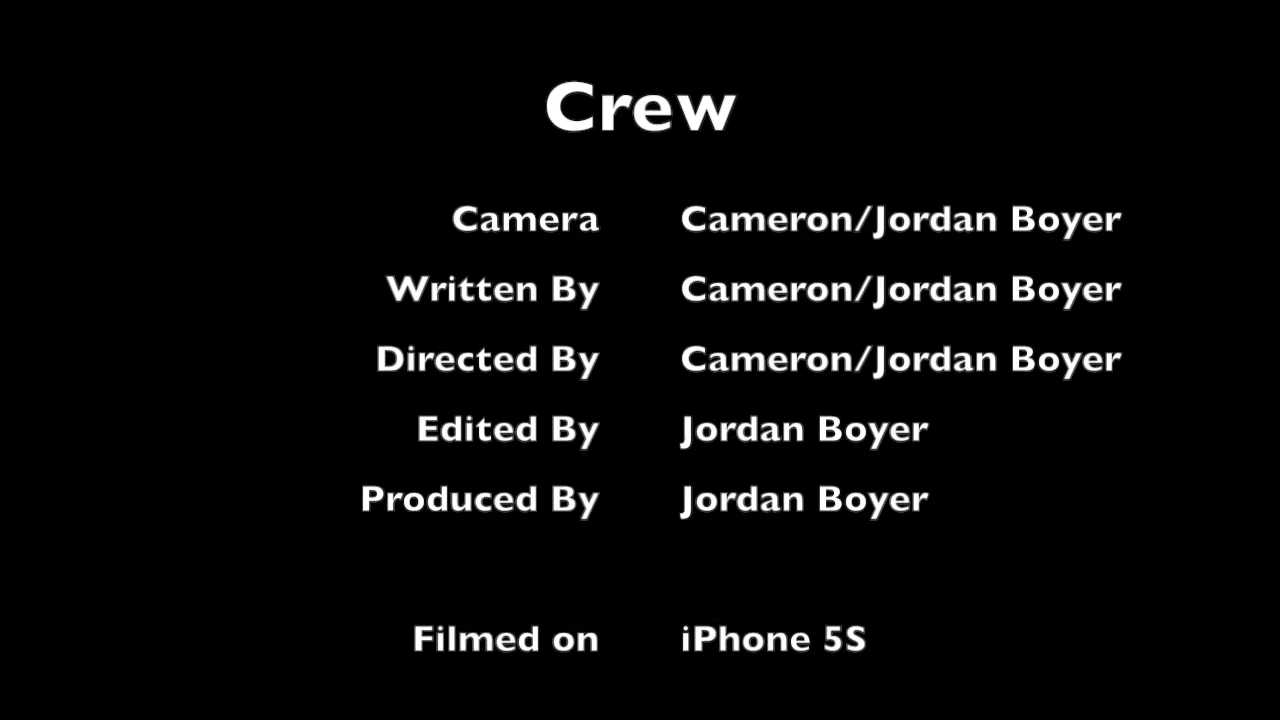 Crew
Camera Cameron/Jordan Boyer
Written By Cameron/Jordan Boyer
Directed By Cameron/Jordan Boyer
Edited By Jordan Boyer
Produced By Jordan Boyer
Filmed on iPhone 5S